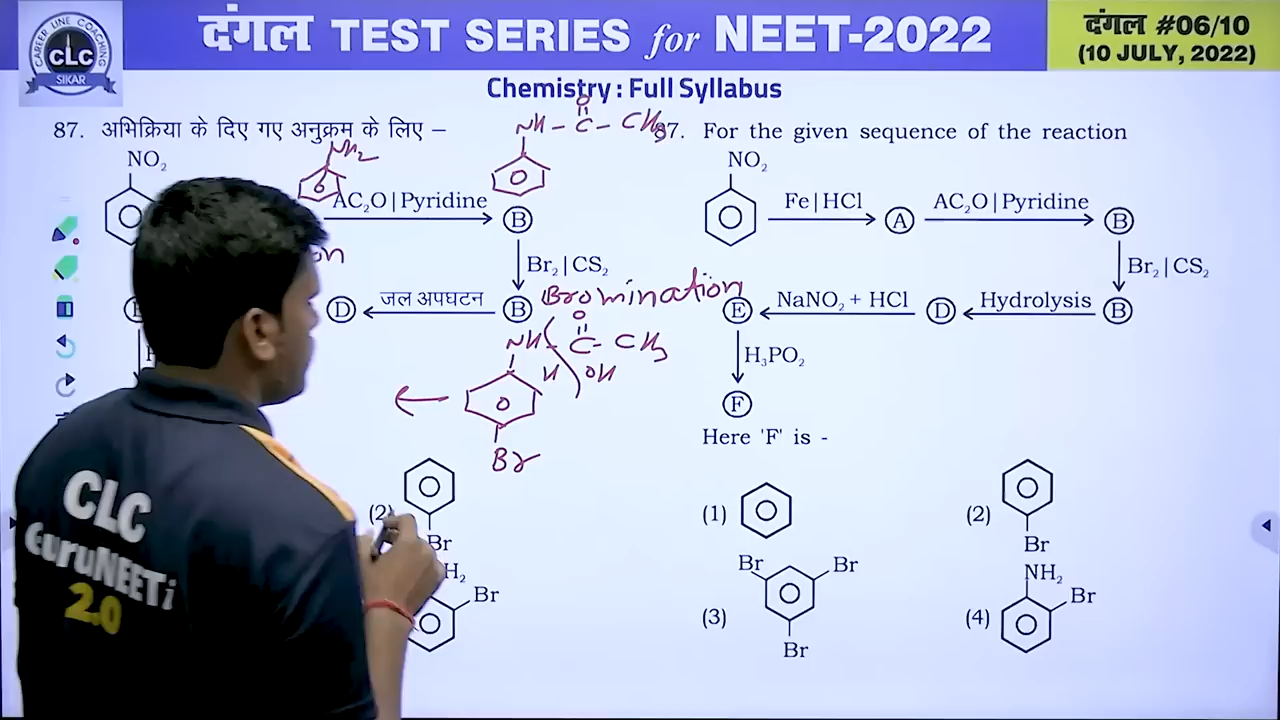 CAREER LINE COACHING
CLC
SIKAR
दंगल TEST SERIES for NEET-2022
दंगल #06/10
(10 JULY, 2022)
Chemistry : Full Syllabus
87. अभिक्रिया के दिए गए अनुक्रम के लिए –
NO₂
NH₂
NH - C - CH₃
O
AC₂O|Pyridine
B
Br₂|CS₂
Bromination
B
जल अपघटन
D
NH - C - CH₃
O
H OH
Br
(2)
Br
Br
87. For the given sequence of the reaction
NO₂
Fe|HCl
A
AC₂O|Pyridine
B
Br₂|CS₂
B
Hydrolysis
D
NaNO₂ + HCl
E
H₃PO₂
F
Here 'F' is -
(1)
(2)
Br
(3)
Br Br
Br
(4)
NH₂
Br
CLC
GuruNEETi
2.0